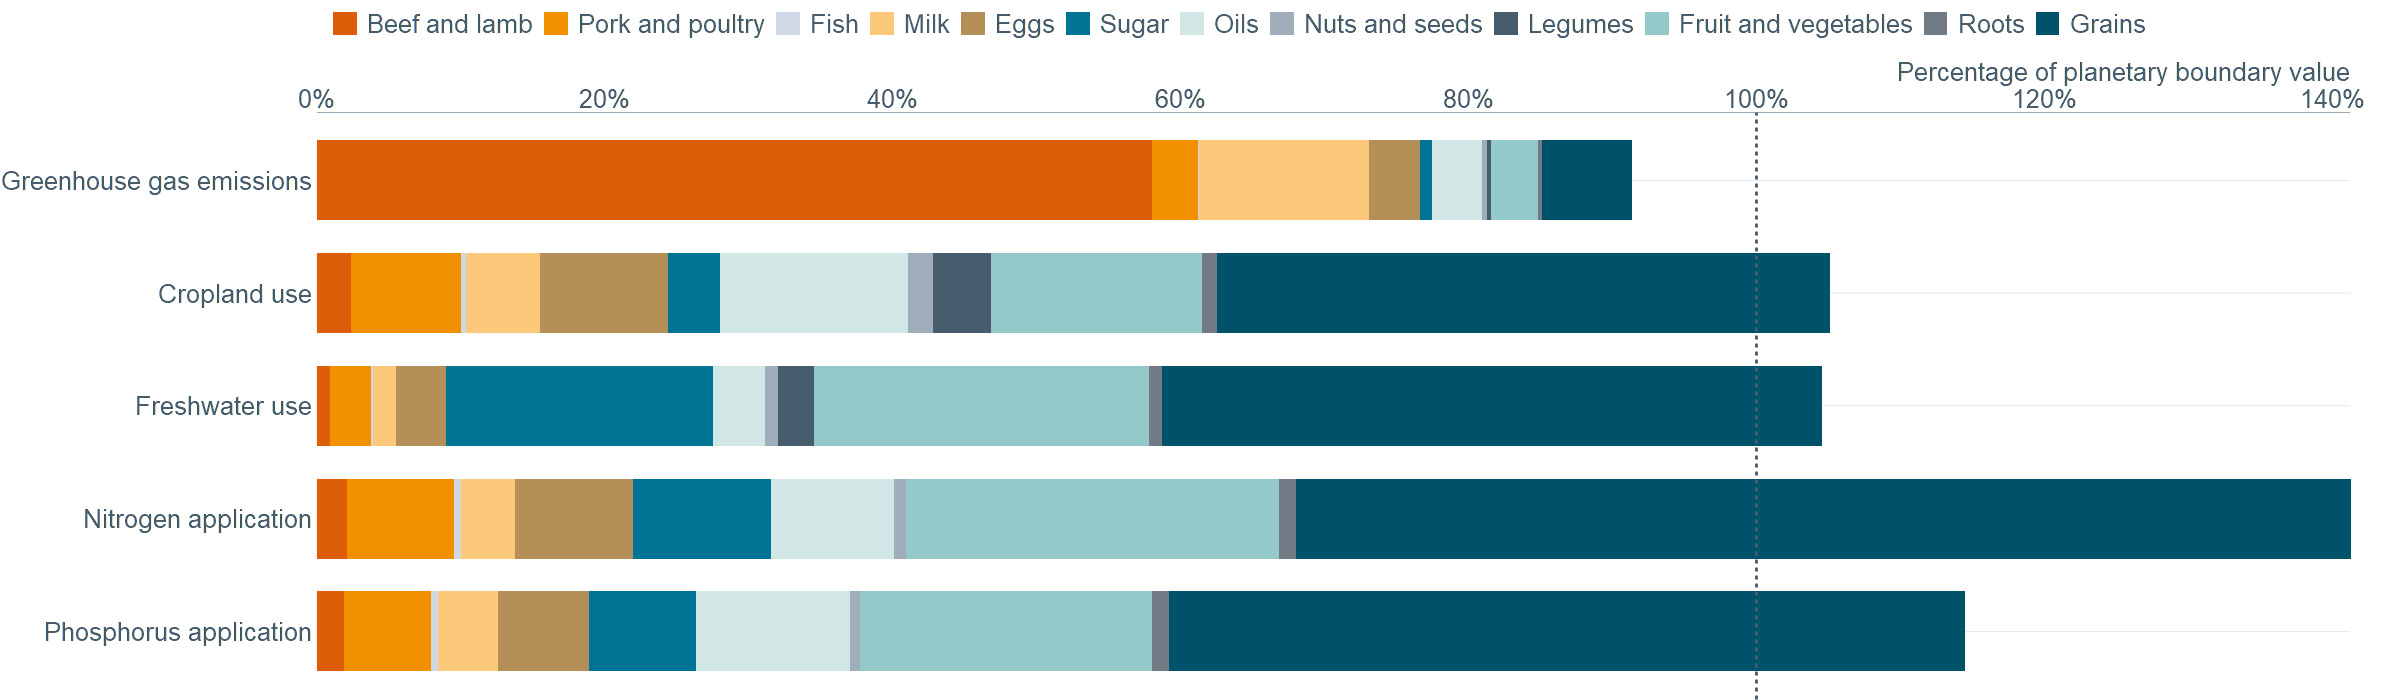 Beef and lamb Pork and poultry Fish Milk Eggs Sugar Oils Nuts and seeds Legumes Fruit and vegetables Roots Grains
Percentage of planetary boundary value
0% 20% 40% 60% 80% 100% 120% 140%
Greenhouse gas emissions
Cropland use
Freshwater use
Nitrogen application
Phosphorus application